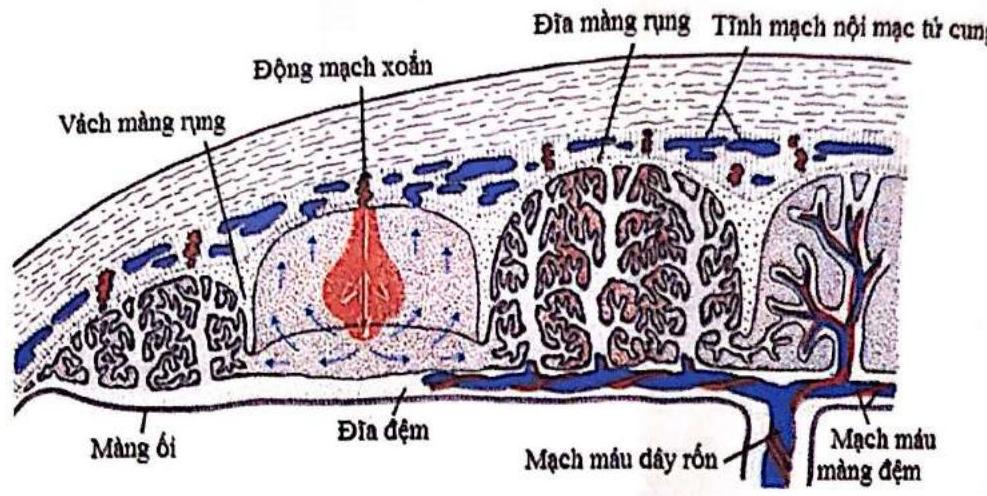 Đĩa màng rụng
Tĩnh mạch nội mạc tử cung
Động mạch xoắn
Vách màng rụng
Màng ối
Đĩa đệm
Mạch máu dây rốn
Mạch máu
màng đệm